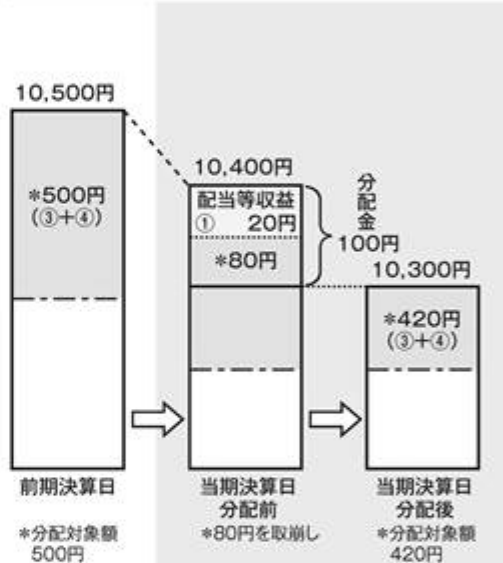 10,500円
*500円
(③+④)
前期決算日
*分配対象額
500円
10,400円
配当等収益
① 20円
*80円
分配金
100円
当期決算日
分配前
*80円を取崩し
10,300円
*420円
(③+④)
当期決算日
分配後
*分配対象額
420円